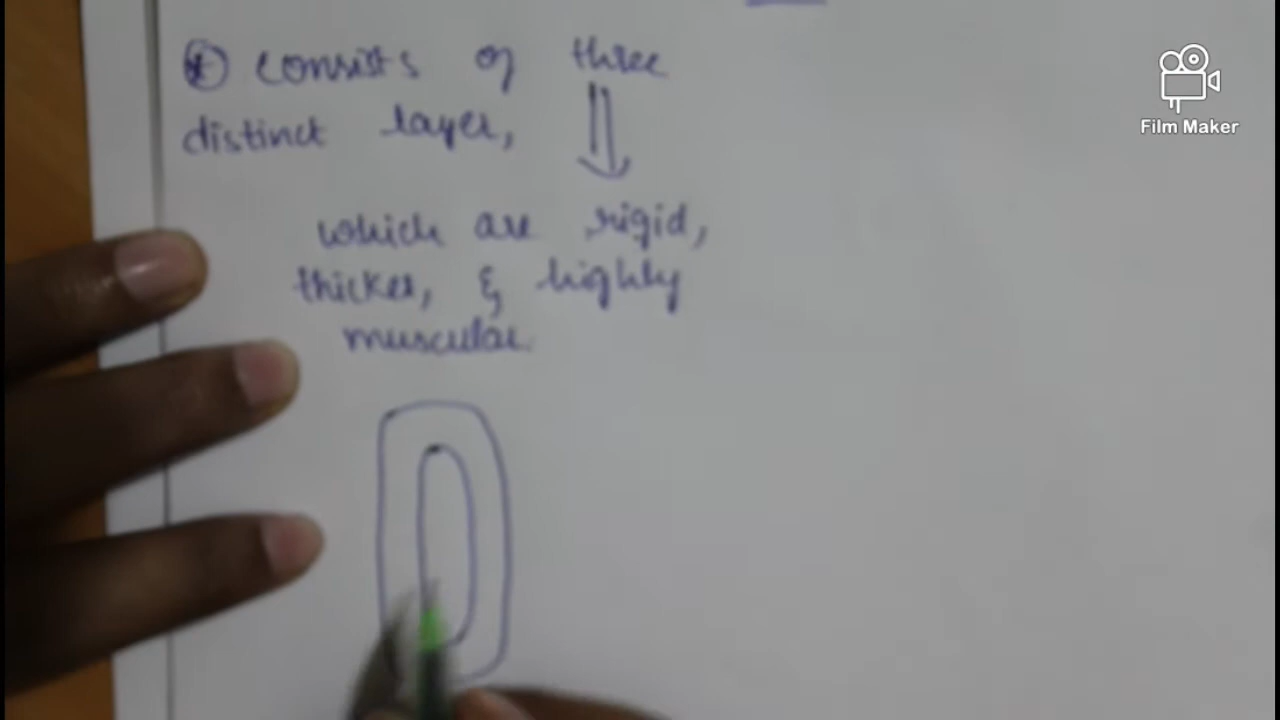 consists of three
distinct layer,
which are rigid,
thicker, & highly
muscular.
Film Maker